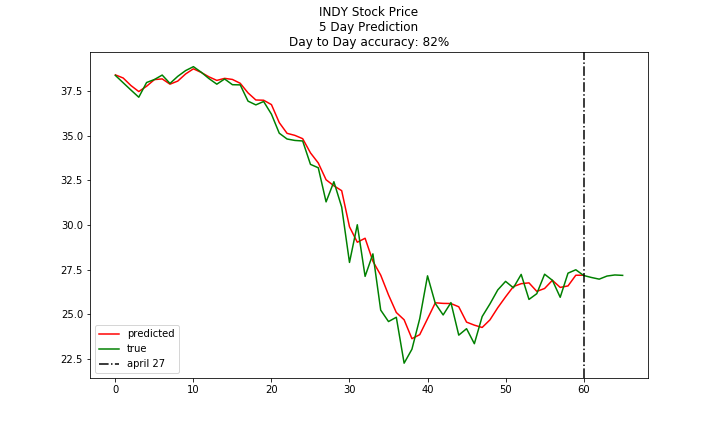 INDY Stock Price
5 Day Prediction
Day to Day accuracy: 82%
37.5
35.0
32.5
30.0
27.5
25.0
22.5
predicted
true
april 27
0 10 20 30 40 50 60